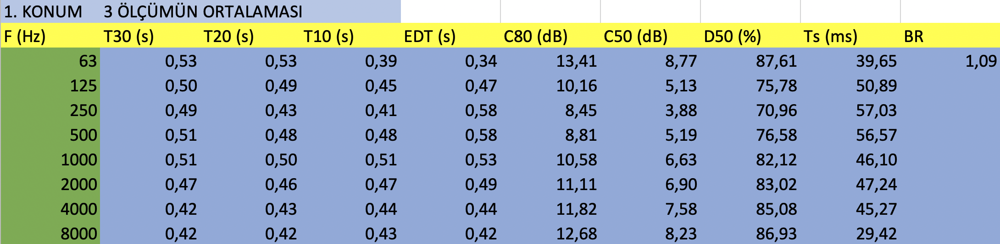 1. KONUM 3 ÖLÇÜMÜN ORTALAMASI
F (Hz) T30 (s) T20 (s) T10 (s) EDT (s) C80 (dB) C50 (dB) D50 (%) Ts (ms) BR
63 0,53 0,53 0,39 0,34 13,41 8,77 87,61 39,65 1,09
125 0,50 0,49 0,45 0,47 10,16 5,13 75,78 50,89
250 0,49 0,43 0,41 0,58 8,45 3,88 70,96 57,03
500 0,51 0,48 0,48 0,58 8,81 5,19 76,58 56,57
1000 0,51 0,50 0,51 0,53 10,58 6,63 82,12 46,10
2000 0,47 0,46 0,47 0,49 11,11 6,90 83,02 47,24
4000 0,42 0,43 0,44 0,44 11,82 7,58 85,08 45,27
8000 0,42 0,42 0,43 0,42 12,68 8,23 86,93 29,42